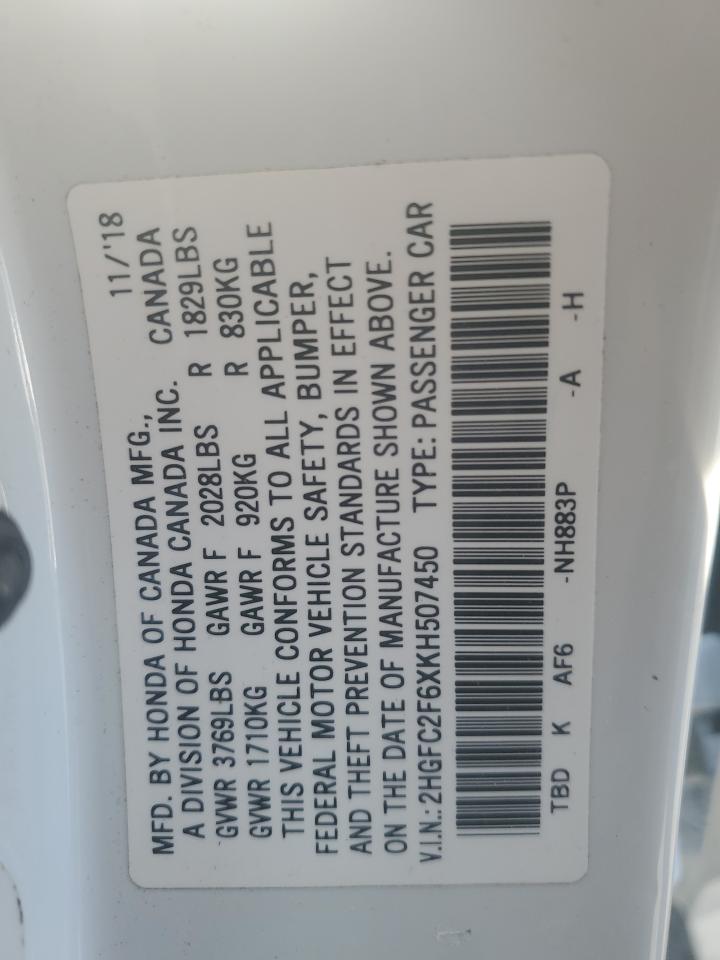 11/'18
MFD. BY HONDA OF CANADA MFG.,
A DIVISION OF HONDA CANADA INC. CANADA
GVWR 3769LBS GAWR F 2028LBS R 1829LBS
GVWR 1710KG GAWR F 920KG R 830KG
THIS VEHICLE CONFORMS TO ALL APPLICABLE
FEDERAL MOTOR VEHICLE SAFETY, BUMPER,
AND THEFT PREVENTION STANDARDS IN EFFECT
ON THE DATE OF MANUFACTURE SHOWN ABOVE.
V.I.N.:2HGFC2F6XKH507450 TYPE: PASSENGER CAR
TBD K AF6 -NH883P -A -H